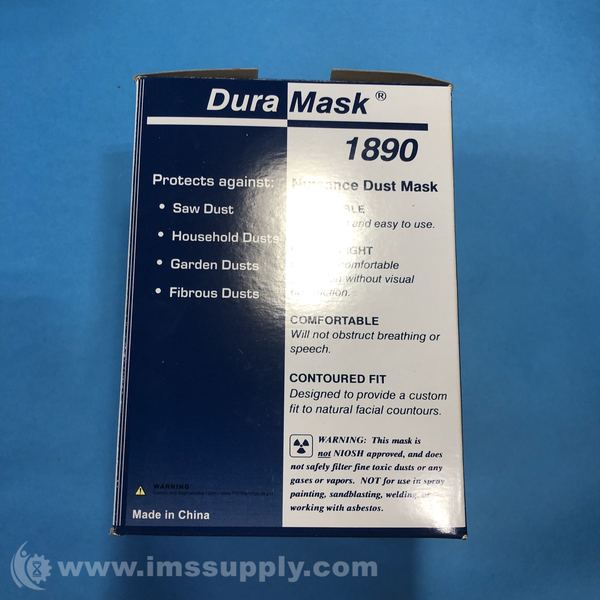 Dura Mask ®
1890
Protects against:
• Saw Dust
• Household Dusts
• Garden Dusts
• Fibrous Dusts
Dust Mask
and easy to use.
comfortable
without visual
COMFORTABLE
Will not obstruct breathing or
speech.
CONTOURED FIT
Designed to provide a custom
fit to natural facial countours.
WARNING: This mask is
not NIOSH approved, and does
not safely filter fine toxic dusts or any
gases or vapors. NOT for use in spray
painting, sandblasting, welding, or
working with asbestos.
WARNING
Made in China
www.imssupply.com